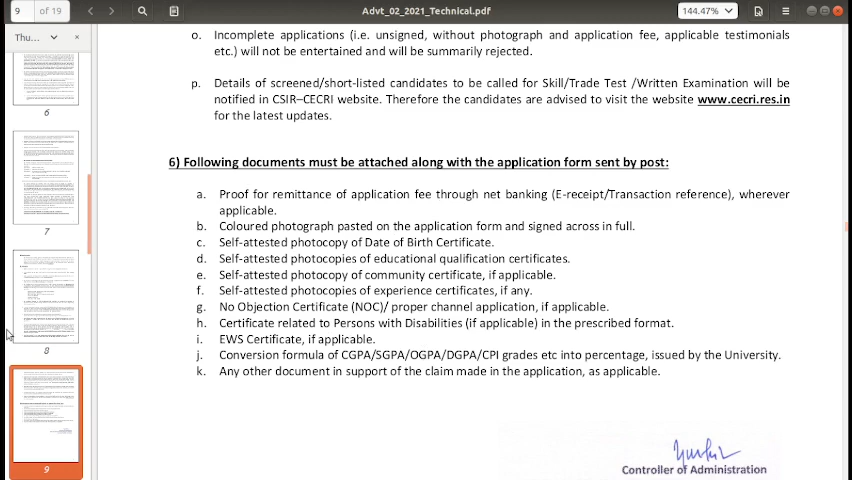 9 of 19
Advt_02_2021_Technical.pdf
144.47%
Thu...
o. Incomplete applications (i.e. unsigned, without photograph and application fee, applicable testimonials
etc.) will not be entertained and will be summarily rejected.
p. Details of screened/short-listed candidates to be called for Skill/Trade Test /Written Examination will be
notified in CSIR–CECRI website. Therefore the candidates are advised to visit the website www.cecri.res.in
for the latest updates.
6) Following documents must be attached along with the application form sent by post:
a. Proof for remittance of application fee through net banking (E-receipt/Transaction reference), wherever
applicable.
b. Coloured photograph pasted on the application form and signed across in full.
c. Self-attested photocopy of Date of Birth Certificate.
d. Self-attested photocopies of educational qualification certificates.
e. Self-attested photocopy of community certificate, if applicable.
f. Self-attested photocopies of experience certificates, if any.
g. No Objection Certificate (NOC)/ proper channel application, if applicable.
h. Certificate related to Persons with Disabilities (if applicable) in the prescribed format.
i. EWS Certificate, if applicable.
j. Conversion formula of CGPA/SGPA/OGPA/DGPA/CPI grades etc into percentage, issued by the University.
k. Any other document in support of the claim made in the application, as applicable.
Controller of Administration
6
7
8
9